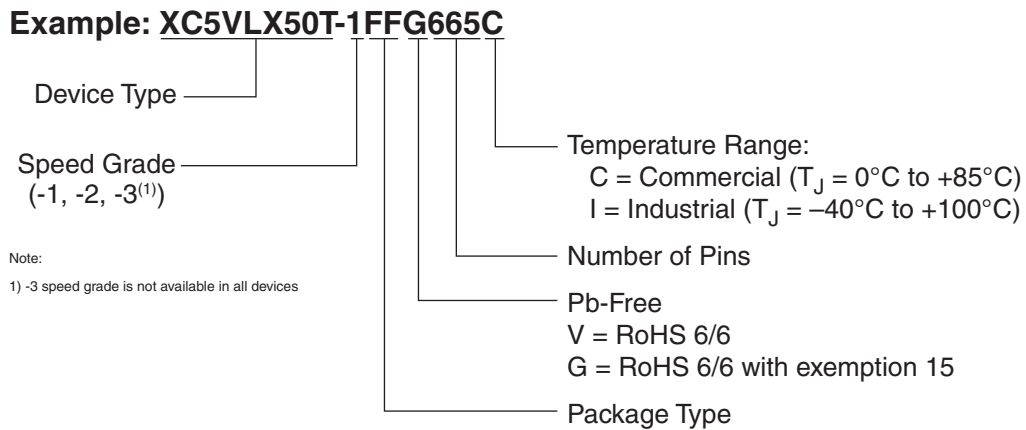 Example: XC5VLX50T-1FFG665C
Device Type
Speed Grade
(-1, -2, -3(1))
Note:
1) -3 speed grade is not available in all devices
Temperature Range:
C = Commercial (TJ = 0°C to +85°C)
I = Industrial (TJ = –40°C to +100°C)
Number of Pins
Pb-Free
V = RoHS 6/6
G = RoHS 6/6 with exemption 15
Package Type